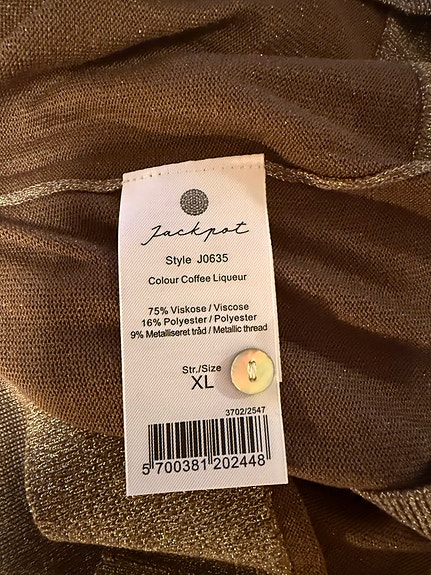 Jackpot
Style J0635
Colour Coffee Liqueur
75% Viskose / Viscose
16% Polyester / Polyester
9% Metalliseret tråd / Metallic thread
Str./Size
XL
3702/2547
5 700381 202448